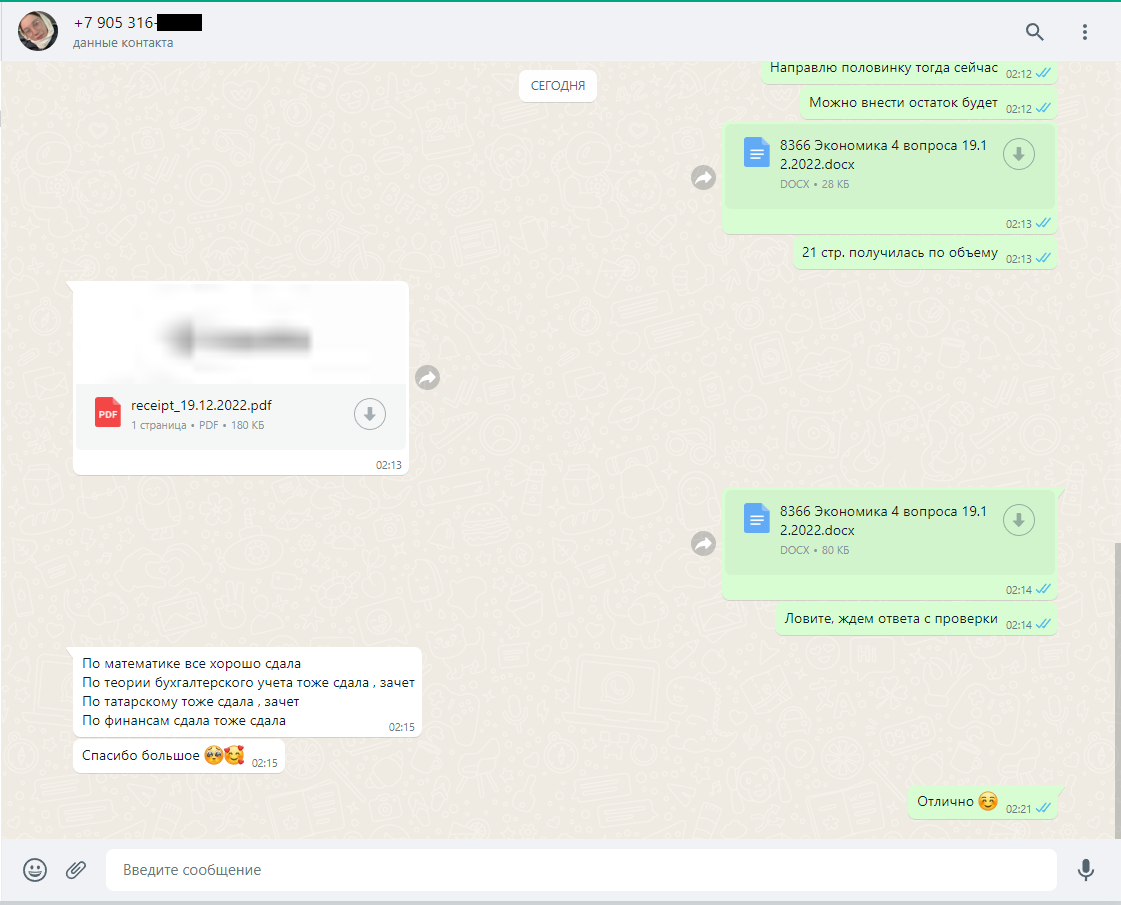 +7 905 316-
данные контакта
Направлю половинку тогда сейчас 02:12
СЕГОДНЯ
Можно внести остаток будет 02:12
8366 Экономика 4 вопроса 19.1
2.2022.docx
DOCX • 28 КБ
02:13
21 стр. получилась по объему 02:13
PDF
receipt_19.12.2022.pdf
1 страница • PDF • 180 КБ
02:13
8366 Экономика 4 вопроса 19.1
2.2022.docx
DOCX • 80 КБ
02:14
Ловите, ждем ответа с проверки 02:14
По математике все хорошо сдала
По теории бухгалтерского учета тоже сдала , зачет
По татарскому тоже сдала , зачет
По финансам сдала тоже сдала
02:15
Спасибо большое 🥺🥰 02:15
Отлично ☺️ 02:21
Введите сообщение